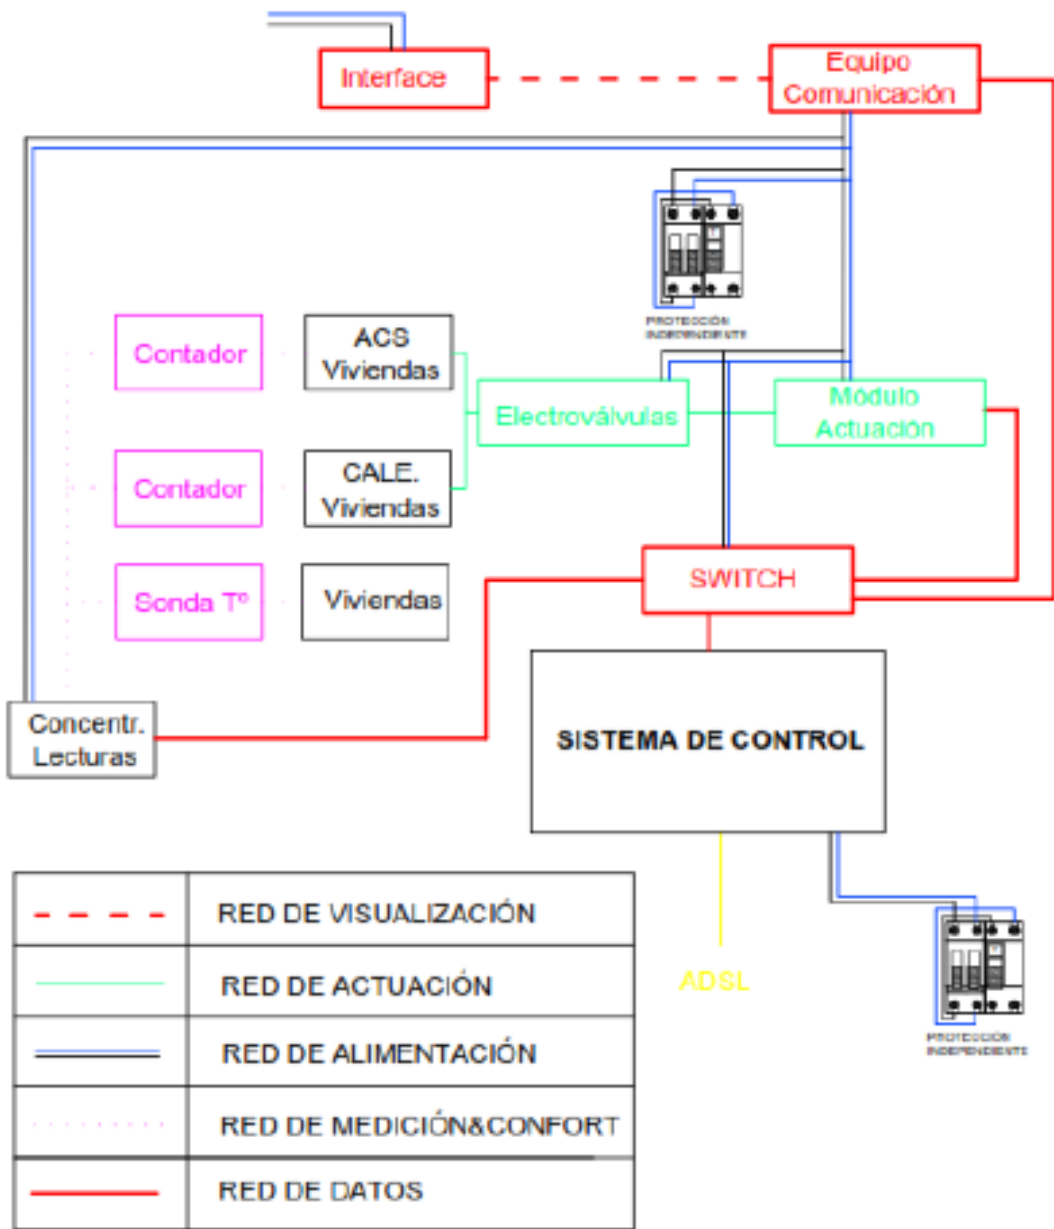 Interface
Equipo
Comunicación
PROTECCIÓN
INDEPENDIENTE
Contador
ACS
Viviendas
Electroválvulas
Módulo
Actuación
Contador
CALE.
Viviendas
SWITCH
Sonda Tº
Viviendas
Concentr.
Lecturas
SISTEMA DE CONTROL
ADSL
PROTECCIÓN
INDEPENDIENTE
RED DE VISUALIZACIÓN
RED DE ACTUACIÓN
RED DE ALIMENTACIÓN
RED DE MEDICIÓN&CONFORT
RED DE DATOS